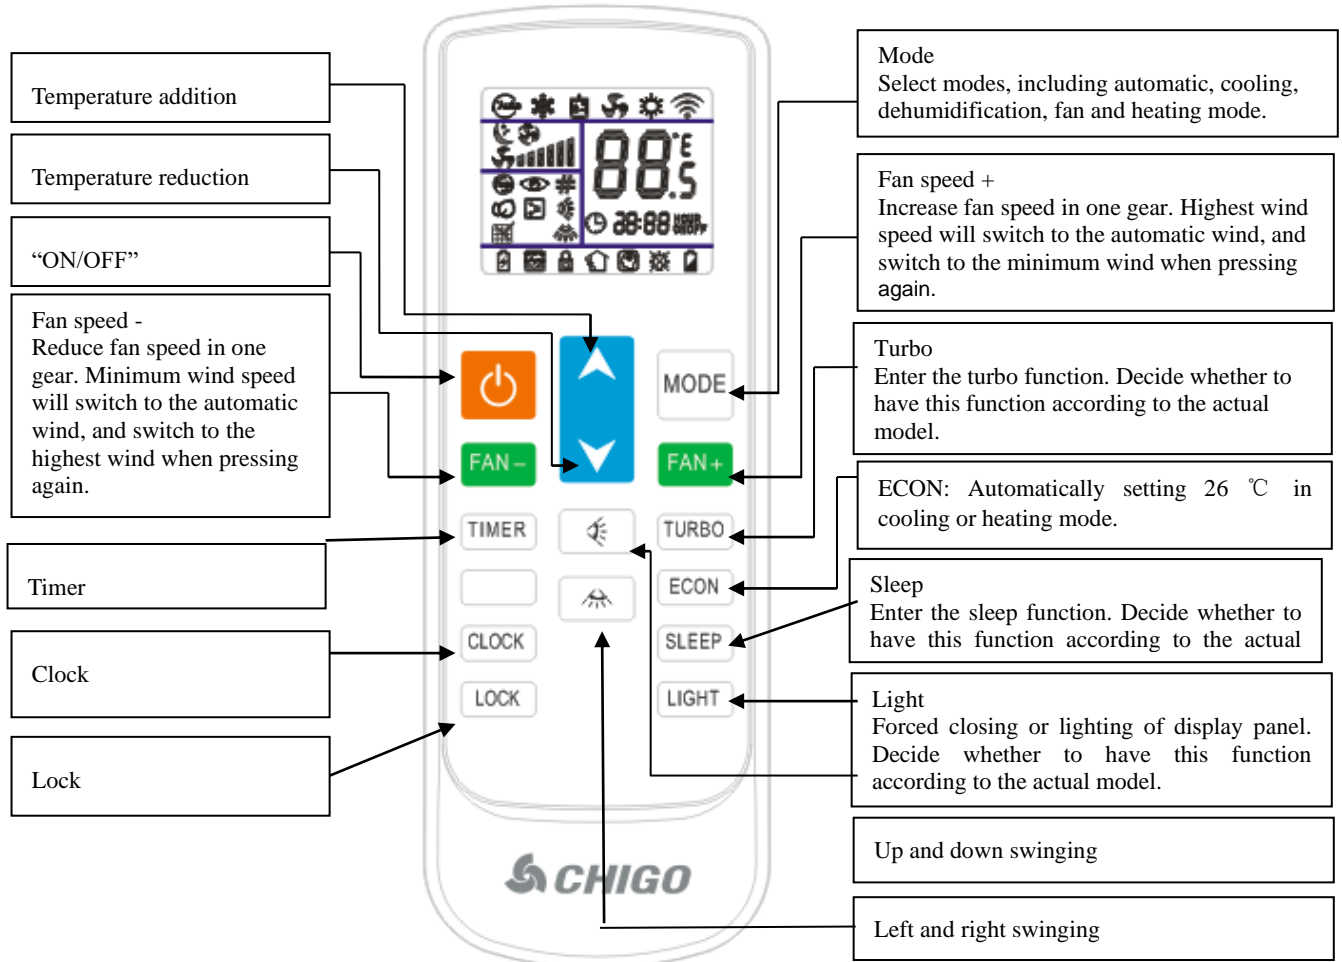 Temperature addition
Temperature reduction
“ON/OFF”
Fan speed -
Reduce fan speed in one
gear. Minimum wind speed
will switch to the automatic
wind, and switch to the
highest wind when pressing
again.
Timer
Clock
Lock
88°E
.5
88:88 HOUR
ON OFF
MODE
FAN−
FAN+
TIMER
TURBO
ECON
CLOCK
SLEEP
LOCK
LIGHT
CHIGO
Mode
Select modes, including automatic, cooling,
dehumidification, fan and heating mode.
Fan speed +
Increase fan speed in one gear. Highest wind
speed will switch to the automatic wind, and
switch to the minimum wind when pressing
again.
Turbo
Enter the turbo function. Decide whether to
have this function according to the actual
model.
ECON: Automatically setting 26 ℃ in
cooling or heating mode.
Sleep
Enter the sleep function. Decide whether to
have this function according to the actual
Light
Forced closing or lighting of display panel.
Decide whether to have this function
according to the actual model.
Up and down swinging
Left and right swinging